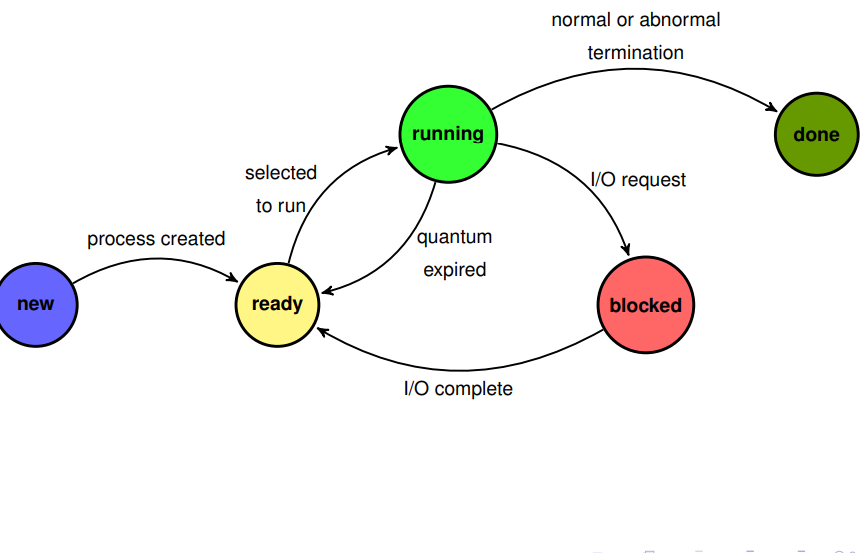 normal or abnormal
termination
running
done
selected
to run
I/O request
process created
quantum
expired
new
ready
blocked
I/O complete